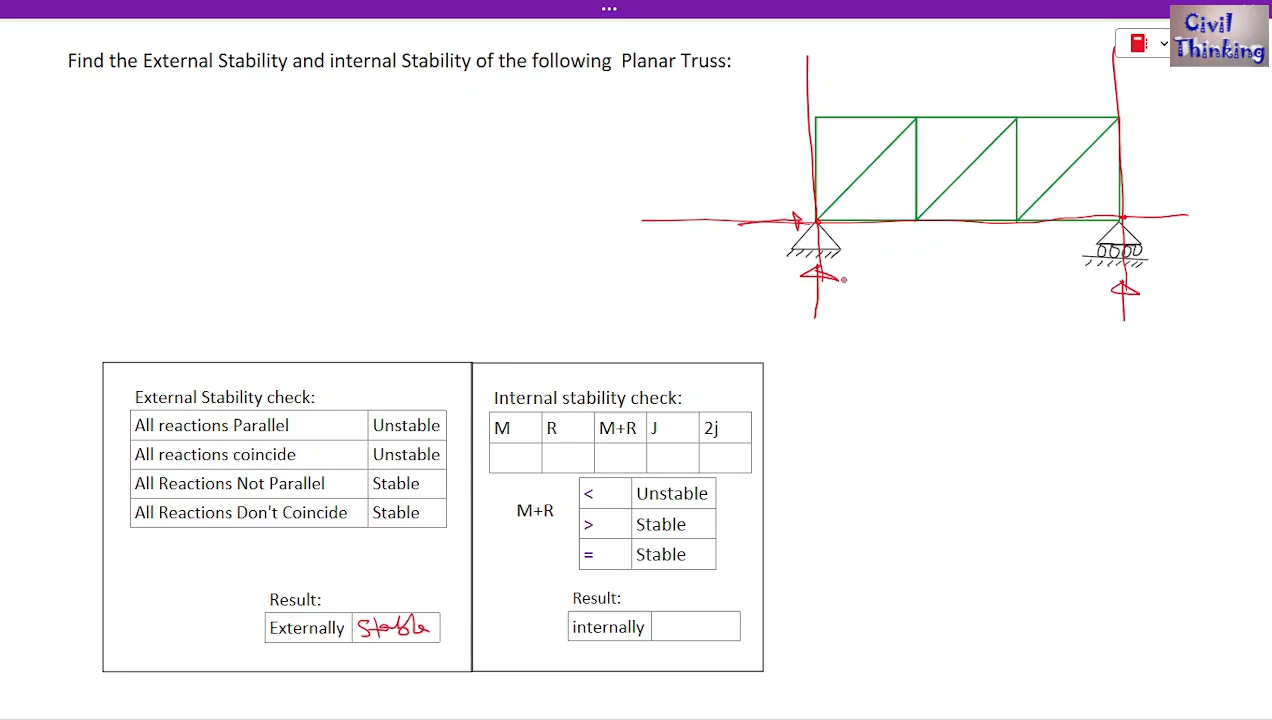 Civil
Thinking
Find the External Stability and internal Stability of the following Planar Truss:
External Stability check:
All reactions Parallel Unstable
All reactions coincide Unstable
All Reactions Not Parallel Stable
All Reactions Don't Coincide Stable
Result:
Externally Stable
Internal stability check:
M R M+R J 2j
M+R
< Unstable
> Stable
= Stable
Result:
internally